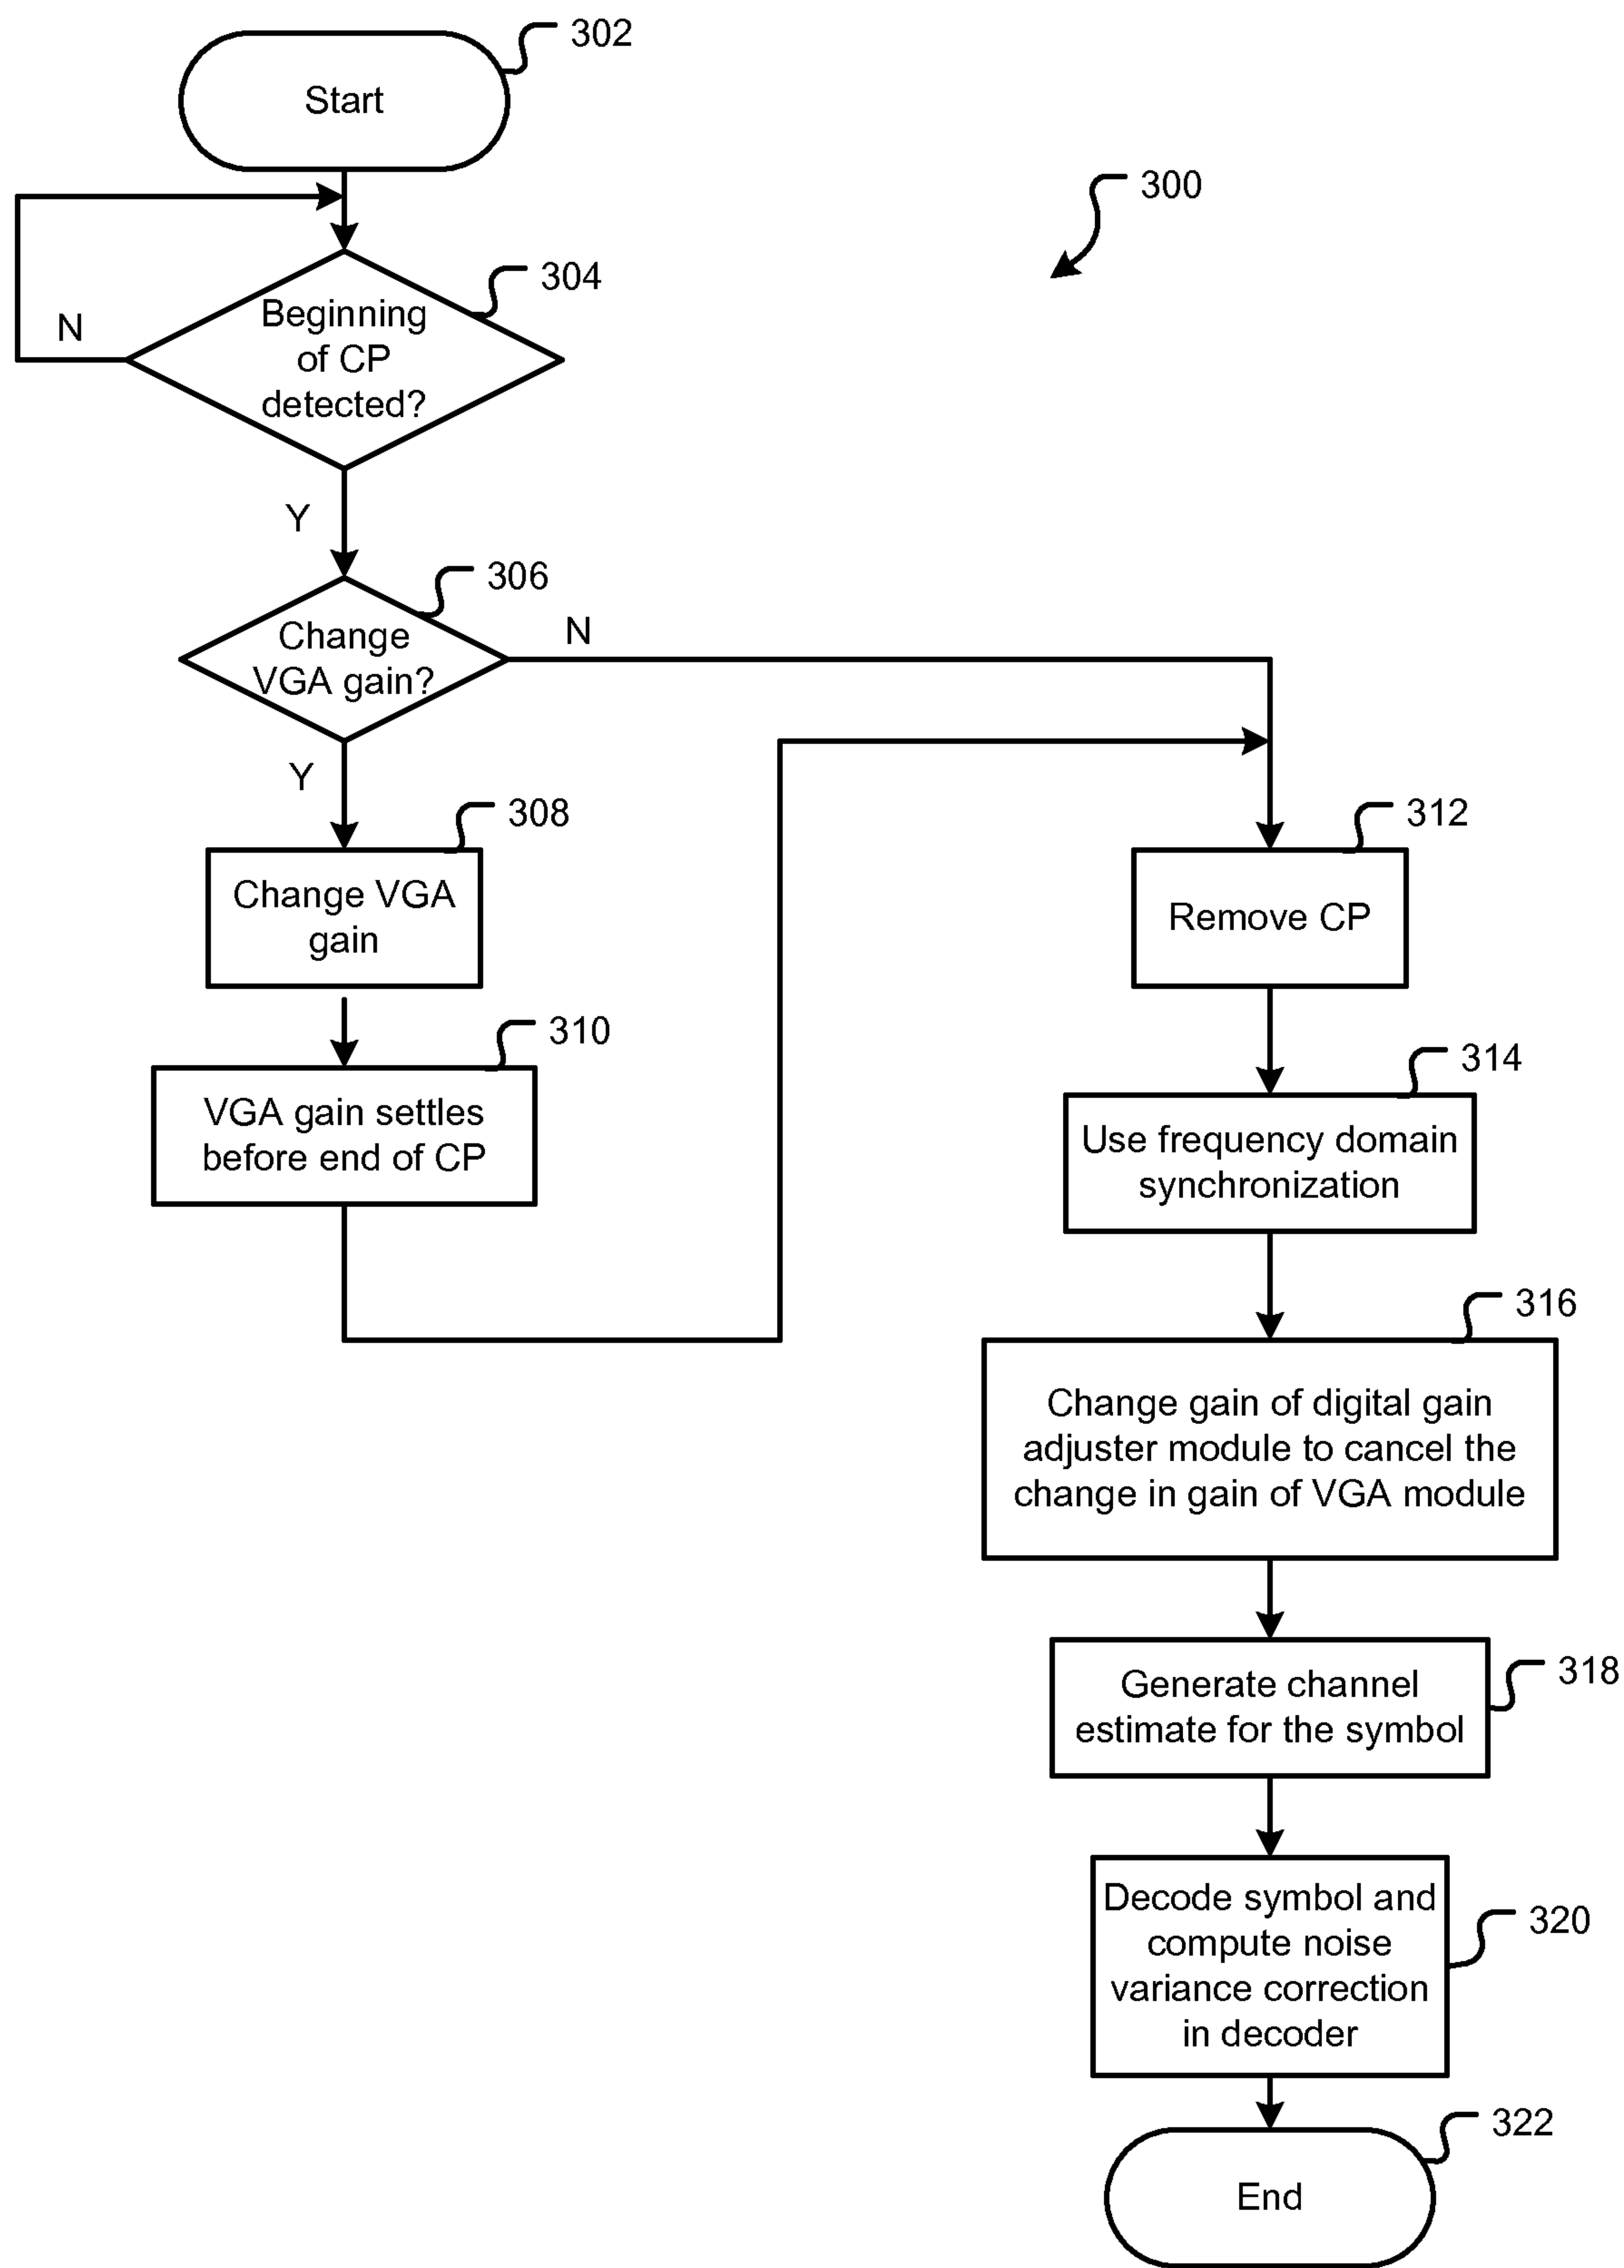 302
Start
300
304
Beginning
of CP
detected?
N
Y
306
Change
VGA gain?
N
Y
308
Change VGA
gain
310
VGA gain settles
before end of CP
312
Remove CP
314
Use frequency domain
synchronization
316
Change gain of digital gain
adjuster module to cancel the
change in gain of VGA module
318
Generate channel
estimate for the symbol
320
Decode symbol and
compute noise
variance correction
in decoder
322
End